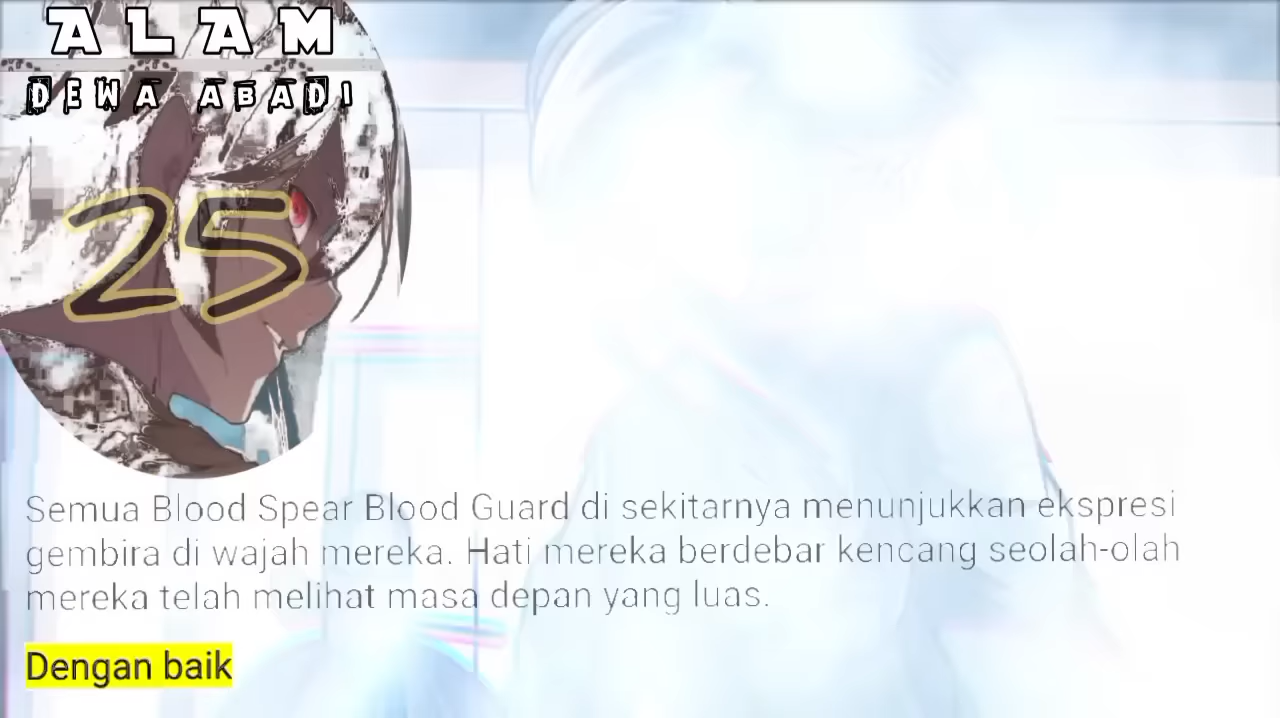 ALAM
DEWA ABADI
25
Semua Blood Spear Blood Guard di sekitarnya menunjukkan ekspresi
gembira di wajah mereka. Hati mereka berdebar kencang seolah-olah
mereka telah melihat masa depan yang luas.
Dengan baik